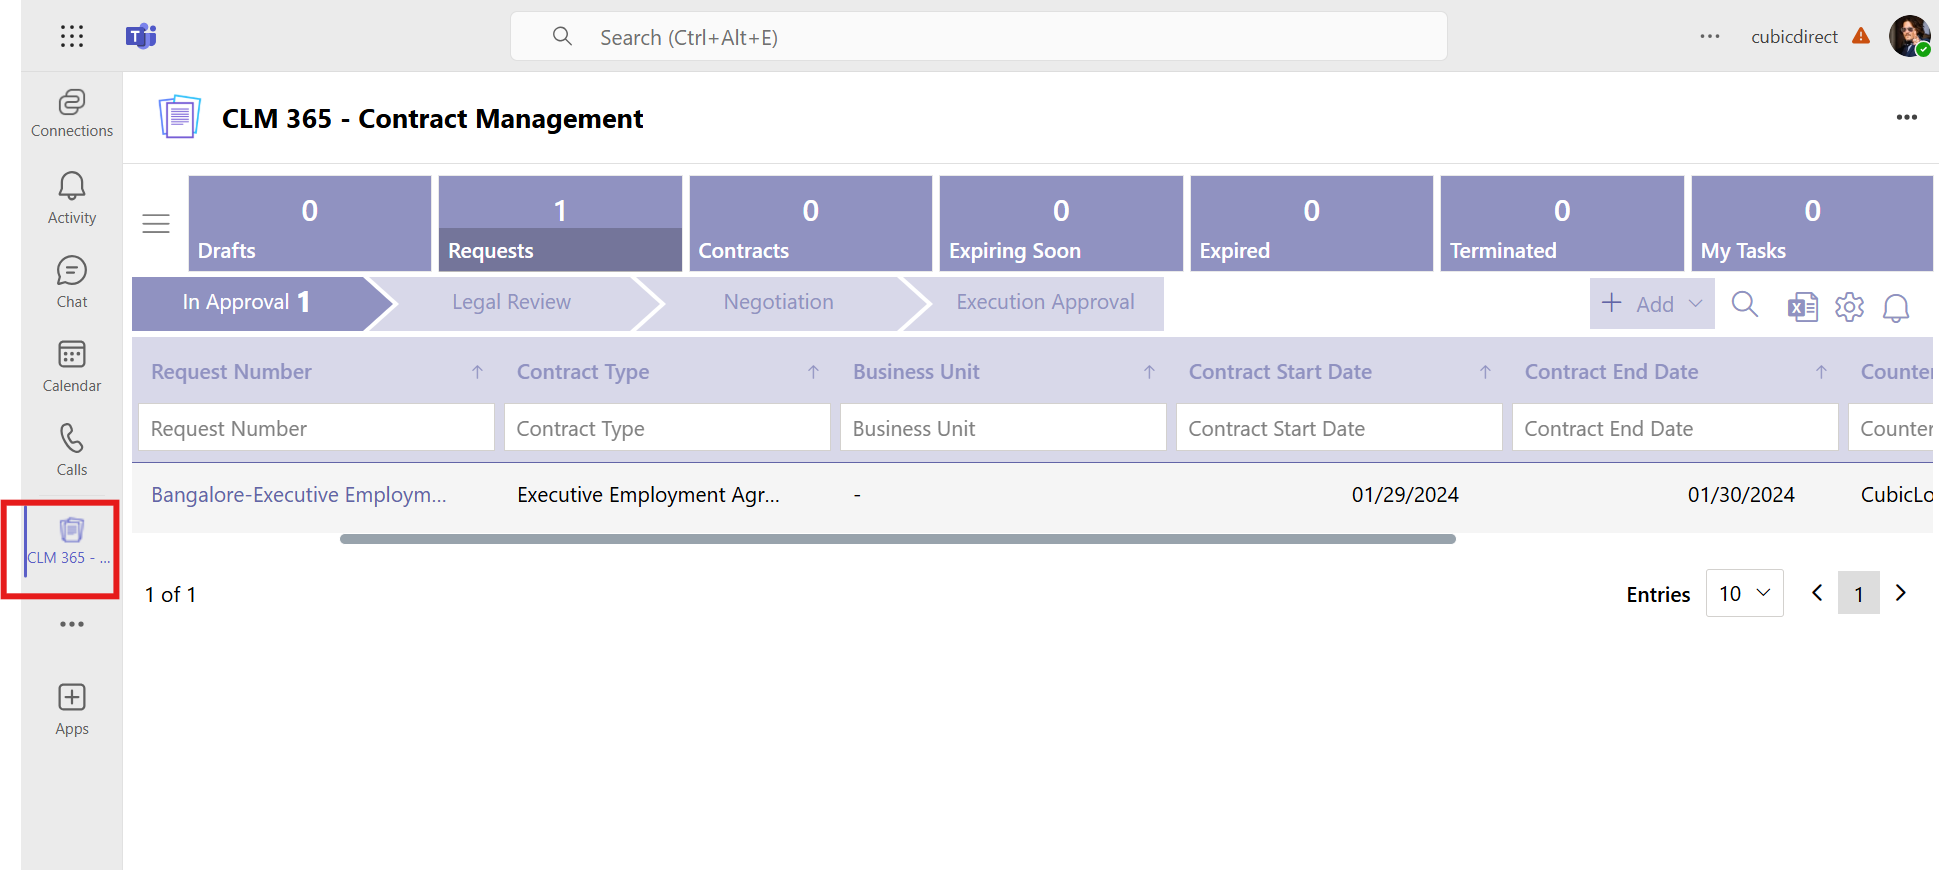 Search (Ctrl+Alt+E)
cubicdirect
Connections
Activity
Chat
Calendar
Calls
CLM 365 - ...
Apps
CLM 365 - Contract Management
0 Drafts
1 Requests
0 Contracts
0 Expiring Soon
0 Expired
0 Terminated
0 My Tasks
In Approval 1 Legal Review Negotiation Execution Approval
+ Add
Request Number Contract Type Business Unit Contract Start Date Contract End Date Counter
Request Number Contract Type Business Unit Contract Start Date Contract End Date Counter
Bangalore-Executive Employm... Executive Employment Agr... - 01/29/2024 01/30/2024 CubicLo
1 of 1 Entries 10 1